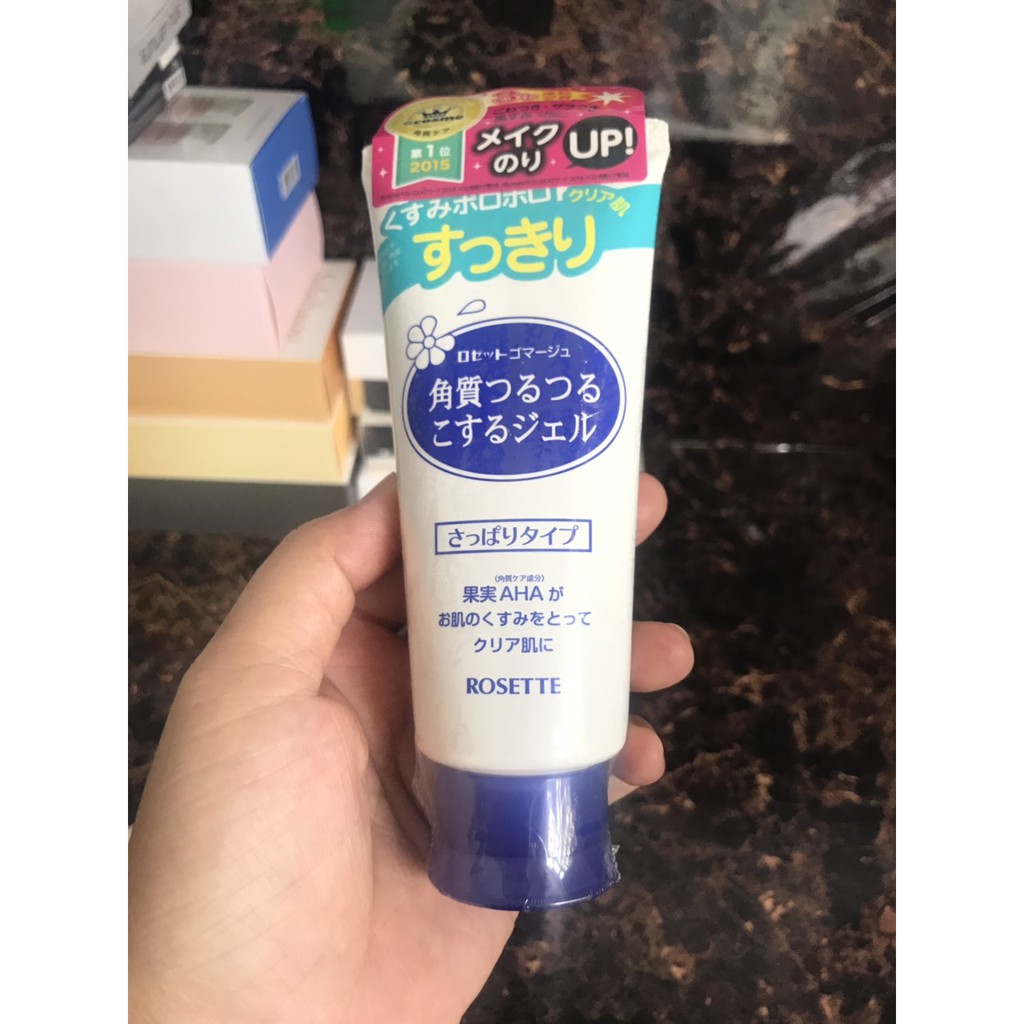 @cosme
角質ケア
第1位
2015
メイク
のり
UP!
くすみポロポロ
クリア肌
すっきり
ロゼット ゴマージュ
角質つるつる
こするジェル
さっぱりタイプ
(角質ケア成分)
果実AHAが
お肌のくすみをとって
クリア肌に
ROSETTE